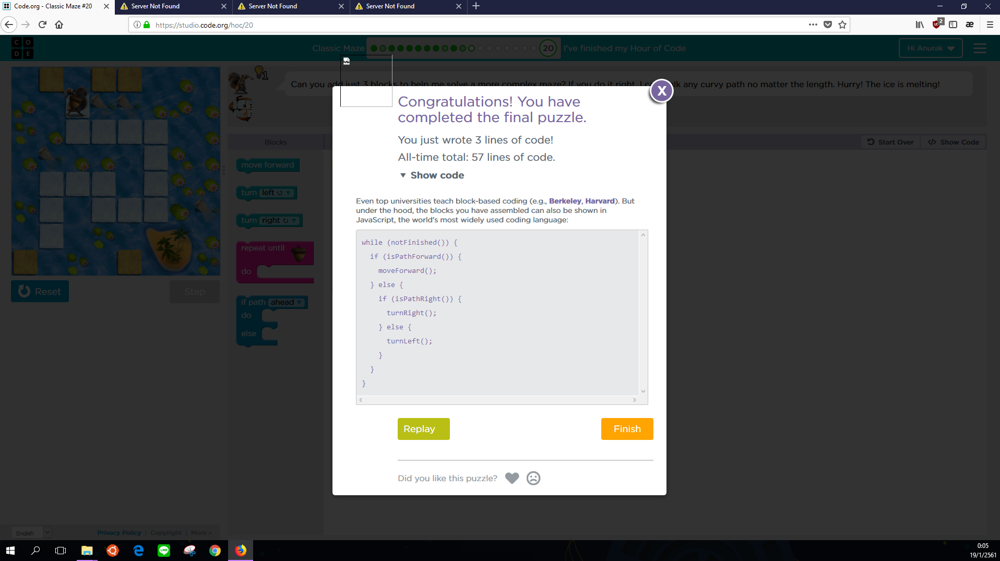 Code.org - Classic Maze #20
Server Not Found
Server Not Found
Server Not Found
https://studio.code.org/hoc/20
2
C O
D E
Classic Maze
20
I've finished my Hour of Code
Hi Anurak
1
Can you add just 3 blocks to help me solve a more complex maze? If you do it right, I can walk any curvy path no matter the length. Hurry! The ice is melting!
Blocks
Start Over
</> Show Code
move forward
turn left
turn right
repeat until
do
if path ahead
do
else
Reset
Step
X
Congratulations! You have
completed the final puzzle.
You just wrote 3 lines of code!
All-time total: 57 lines of code.
Show code
Even top universities teach block-based coding (e.g., Berkeley, Harvard). But
under the hood, the blocks you have assembled can also be shown in
JavaScript, the world's most widely used coding language:
while (notFinished()) {
if (isPathForward()) {
moveForward();
} else {
if (isPathRight()) {
turnRight();
} else {
turnLeft();
}
}
}
Replay
Finish
Did you like this puzzle?
English
Privacy Policy | Copyright | More
LINE
0:05
19/1/2561